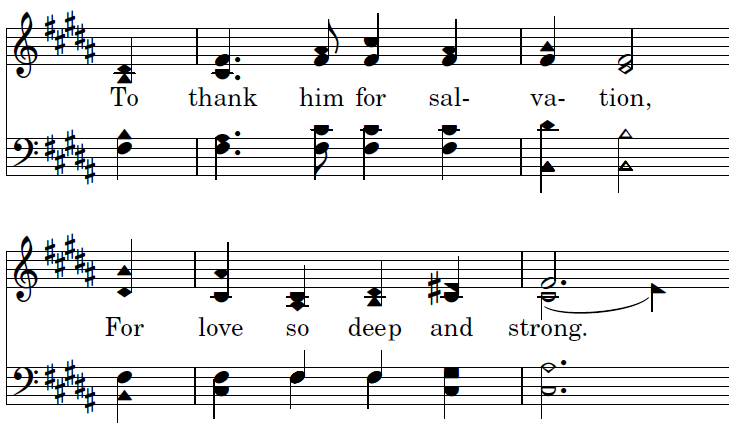 To thank him for sal- va- tion,
For love so deep and strong.